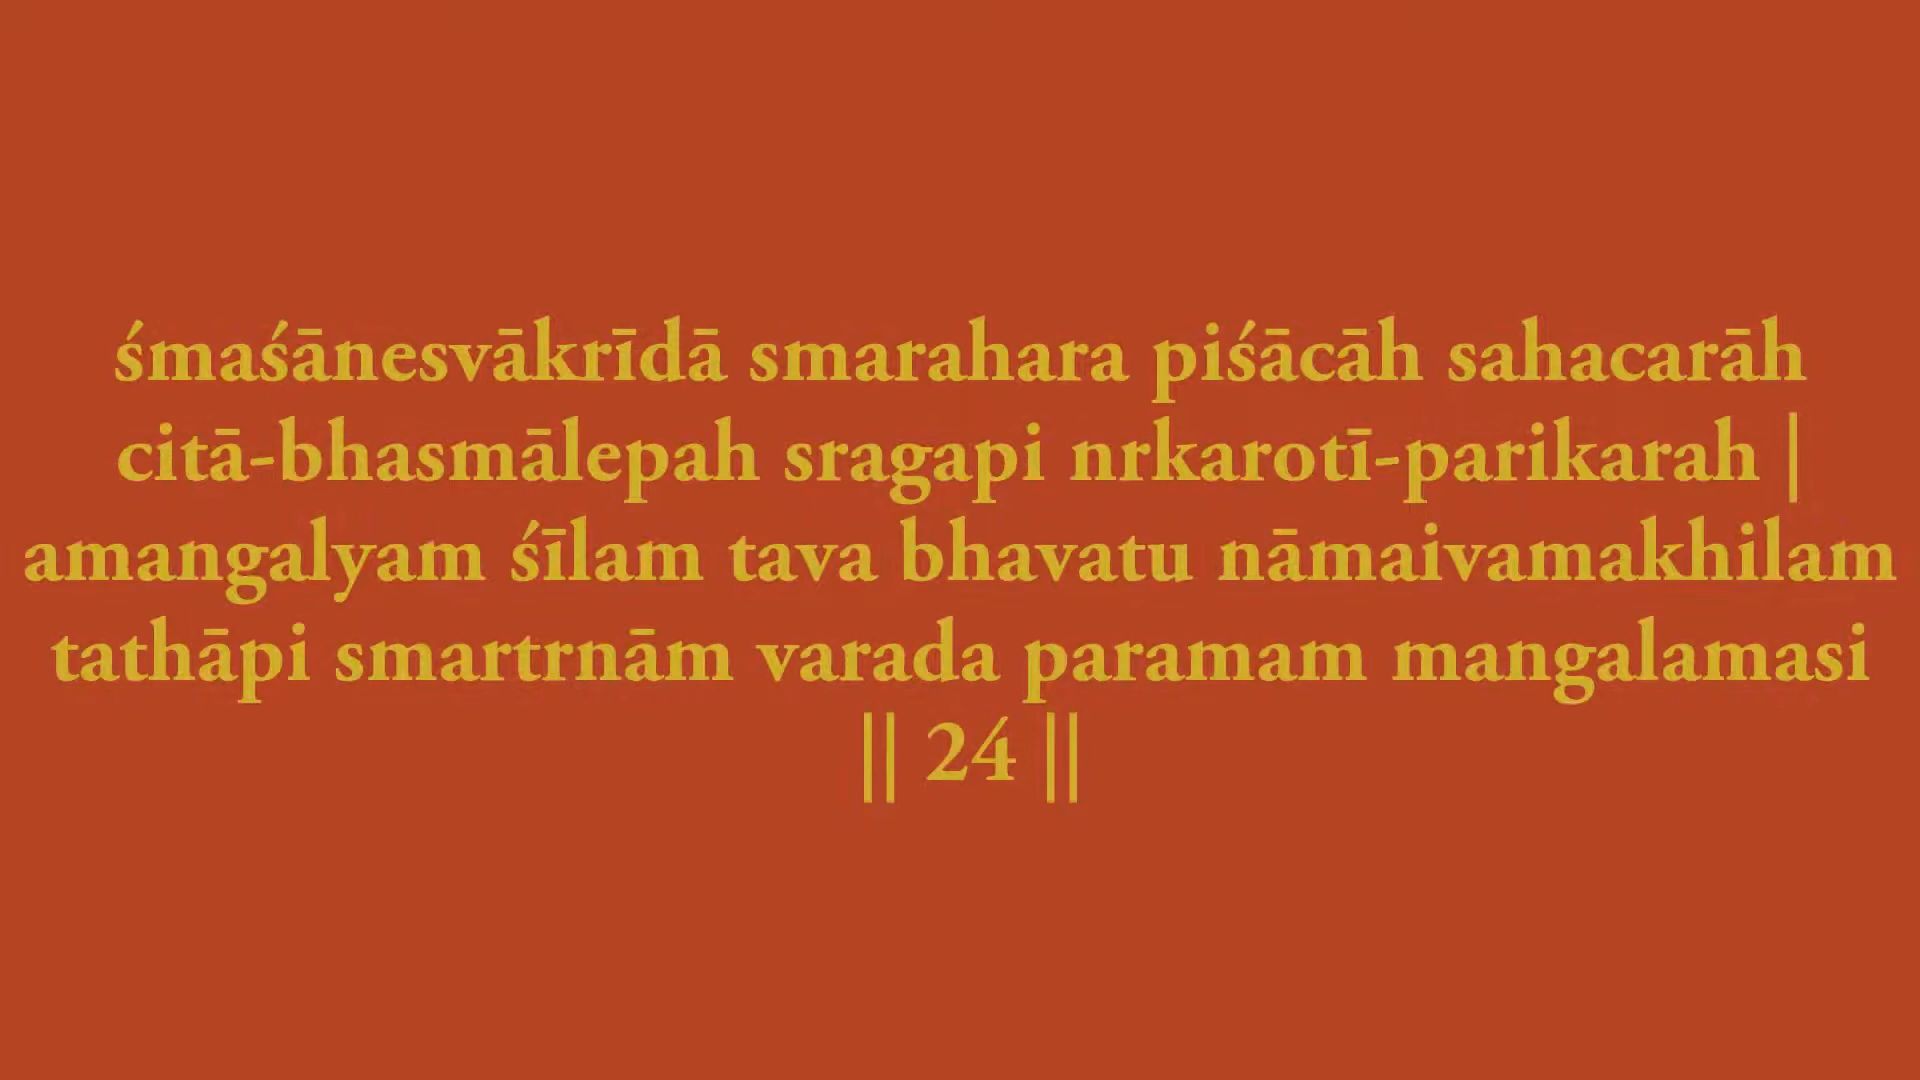 śmaśānesvākrīdā smarahara piśācāh sahacarāh
citā-bhasmālepah sragapi nrkarotī-parikarah |
amangalyam śīlam tava bhavatu nāmaivamakhilam
tathāpi smartrnām varada paramam mangalamasi
|| 24 ||